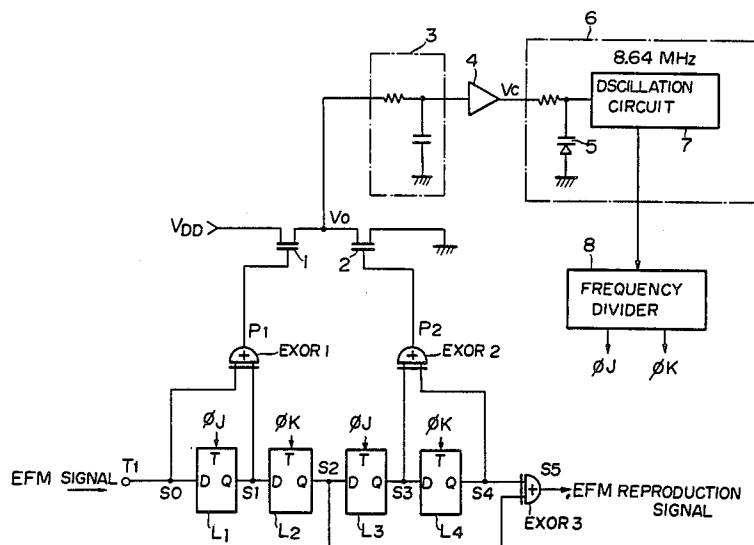 6
3
4
8.64 MHz
Vc
DSCILLATION
CIRCUIT
5
7
VDD
Vo
1
2
8
FREQUENCY
DIVIDER
P1
P2
EXOR 1
EXOR 2
ØJ
ØK
ØJ
ØK
ØJ
ØK
EFM SIGNAL
T1
S0
D
T
Q
S1
D
T
Q
S2
D
T
Q
S3
D
T
Q
S4
S5
EFM REPRODUCTION
SIGNAL
EXOR 3
L1
L2
L3
L4